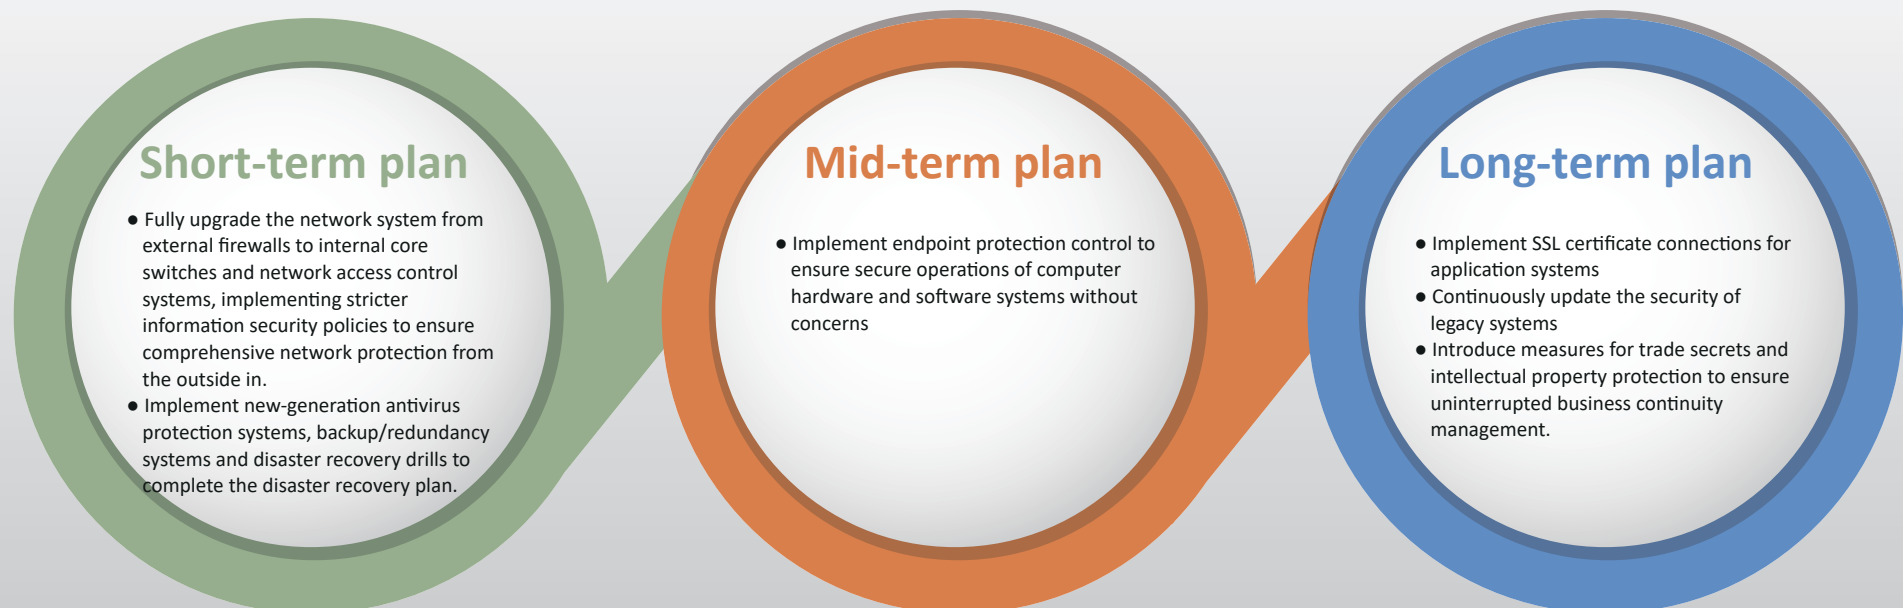 Short-term plan
● Fully upgrade the network system from
external firewalls to internal core
switches and network access control
systems, implementing stricter
information security policies to ensure
comprehensive network protection from
the outside in.
● Implement new-generation antivirus
protection systems, backup/redundancy
systems and disaster recovery drills to
complete the disaster recovery plan.
Mid-term plan
● Implement endpoint protection control to
ensure secure operations of computer
hardware and software systems without
concerns
Long-term plan
● Implement SSL certificate connections for
application systems
● Continuously update the security of
legacy systems
● Introduce measures for trade secrets and
intellectual property protection to ensure
uninterrupted business continuity
management.